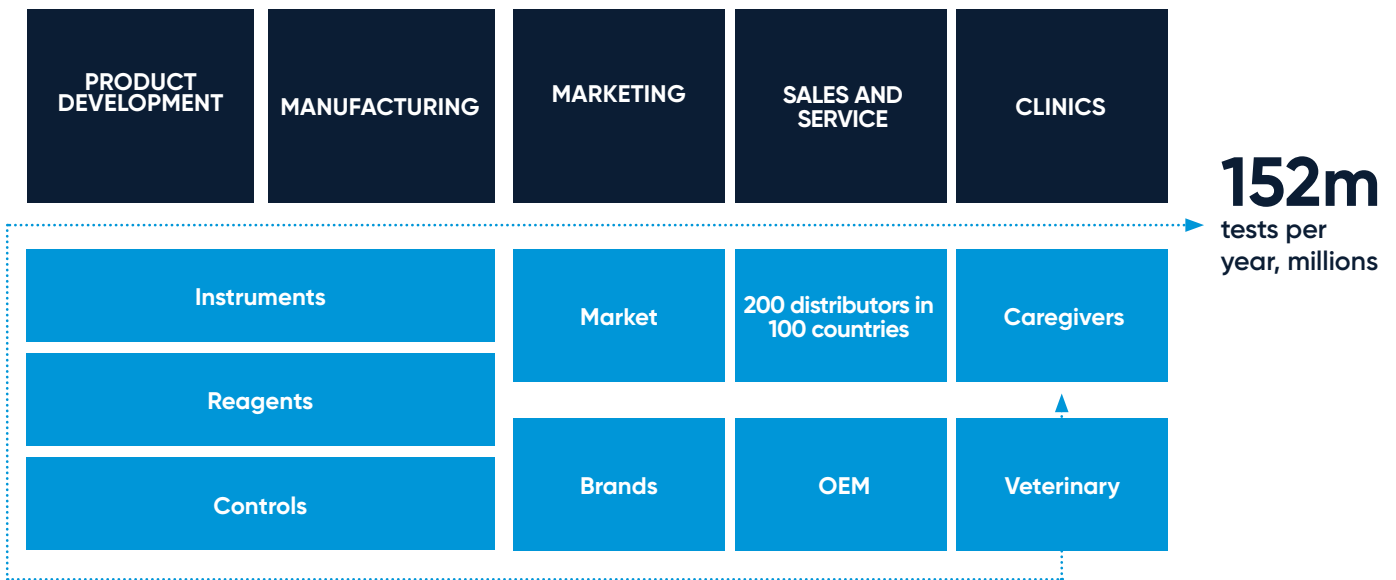 PRODUCT
DEVELOPMENT
MANUFACTURING
MARKETING
SALES AND
SERVICE
CLINICS
152m
tests per
year, millions
Instruments
Reagents
Controls
Market
200 distributors in
100 countries
Caregivers
Brands
OEM
Veterinary